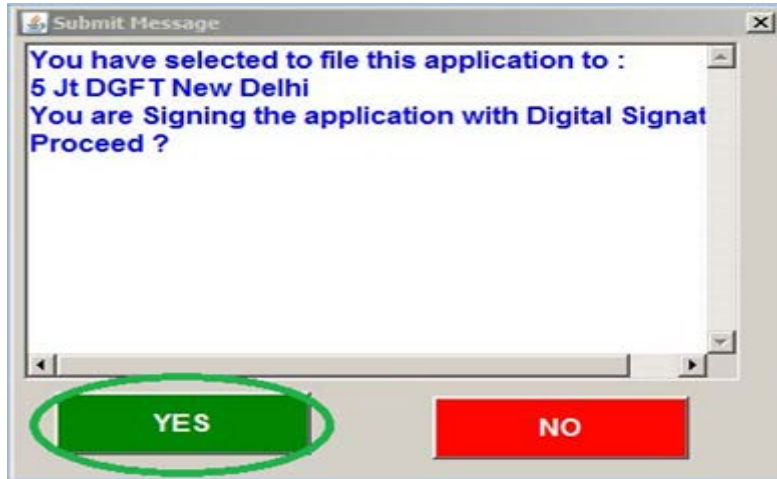 Submit Message
You have selected to file this application to :
5 Jt DGFT New Delhi
You are Signing the application with Digital Signat
Proceed ?
YES
NO